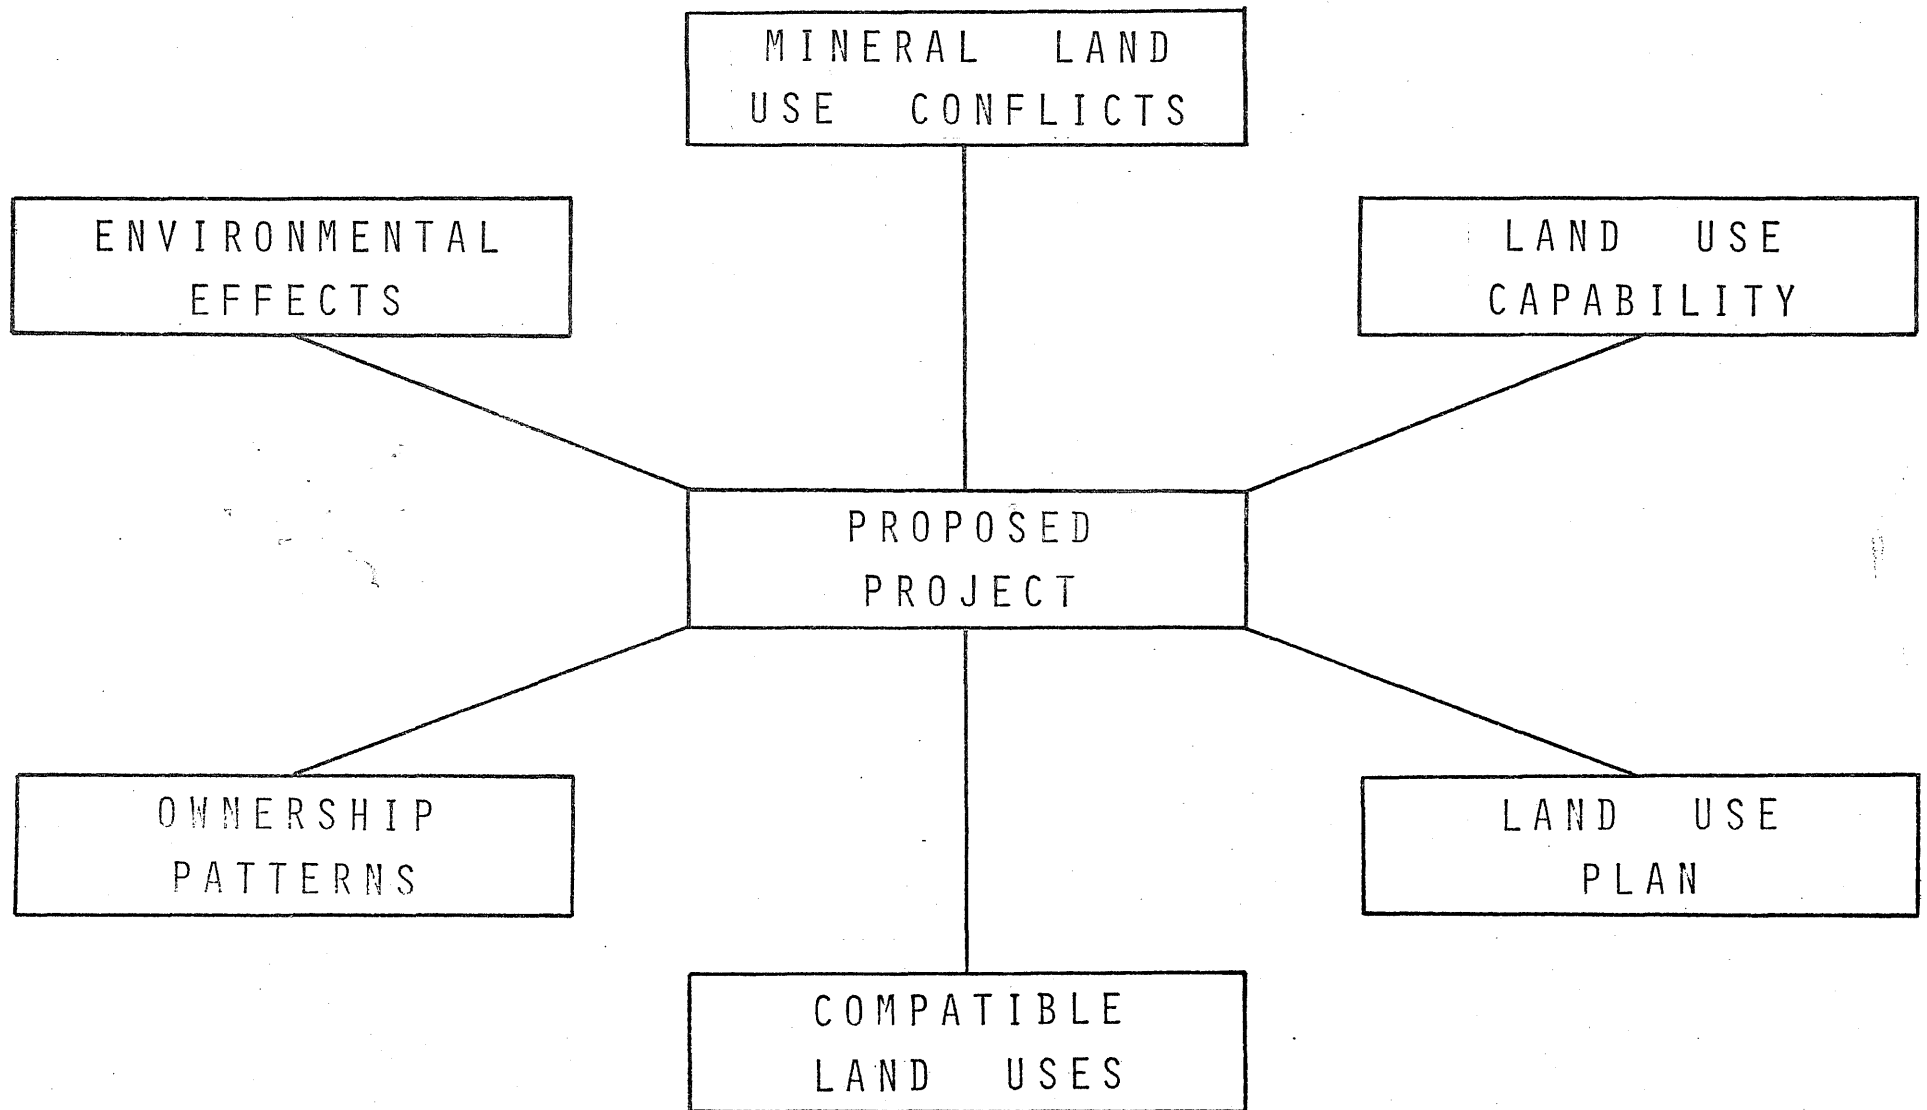 MINERAL LAND
USE CONFLICTS
ENVIRONMENTAL
EFFECTS
LAND USE
CAPABILITY
PROPOSED
PROJECT
OWNERSHIP
PATTERNS
LAND USE
PLAN
COMPATIBLE
LAND USES